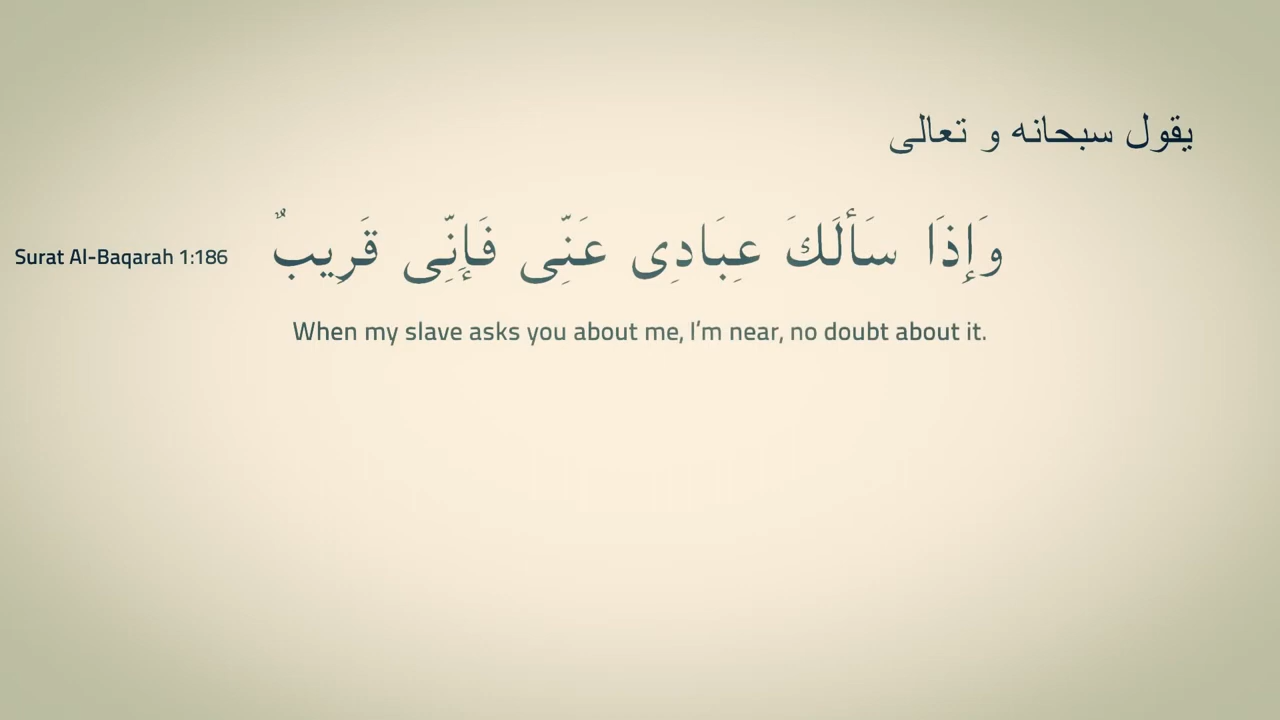 يقول سبحانه و تعالى
وَإِذَا سَأَلَكَ عِبَادِى عَنِّى فَإِنِّى قَرِيبٌ ۖ
Surat Al-Baqarah 1:186
When my slave asks you about me, I'm near, no doubt about it.